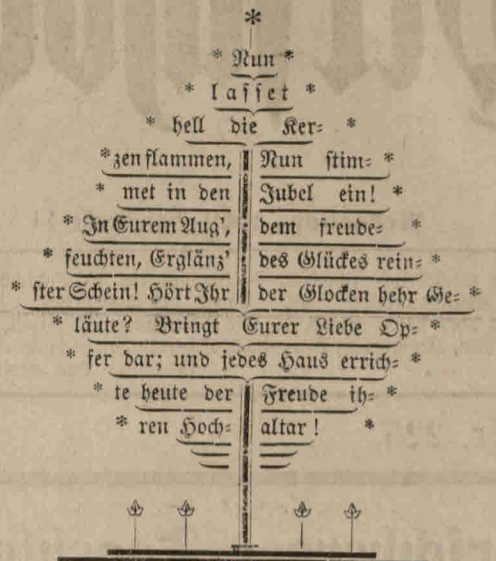 *
* Nun *
* lasset *
* hell die Ker- *
* zen flammen, Nun stim- *
* met in den Jubel ein! *
* In Eurem Aug', dem freude- *
* feuchten, Erglänz' des Glückes rein- *
* ster Schein! Hört Ihr der Glocken hehr Ge- *
* läute? Bringt Eurer Liebe Op- *
* fer dar; und jedes Haus errich- *
* te heute der Freude ih- *
* ren Hoch- altar! *